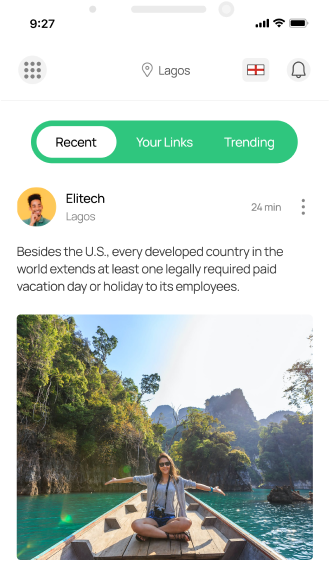 9:27
Lagos
Recent
Your Links
Trending
Elitech
Lagos
24 min
Besides the U.S., every developed country in the
world extends at least one legally required paid
vacation day or holiday to its employees.